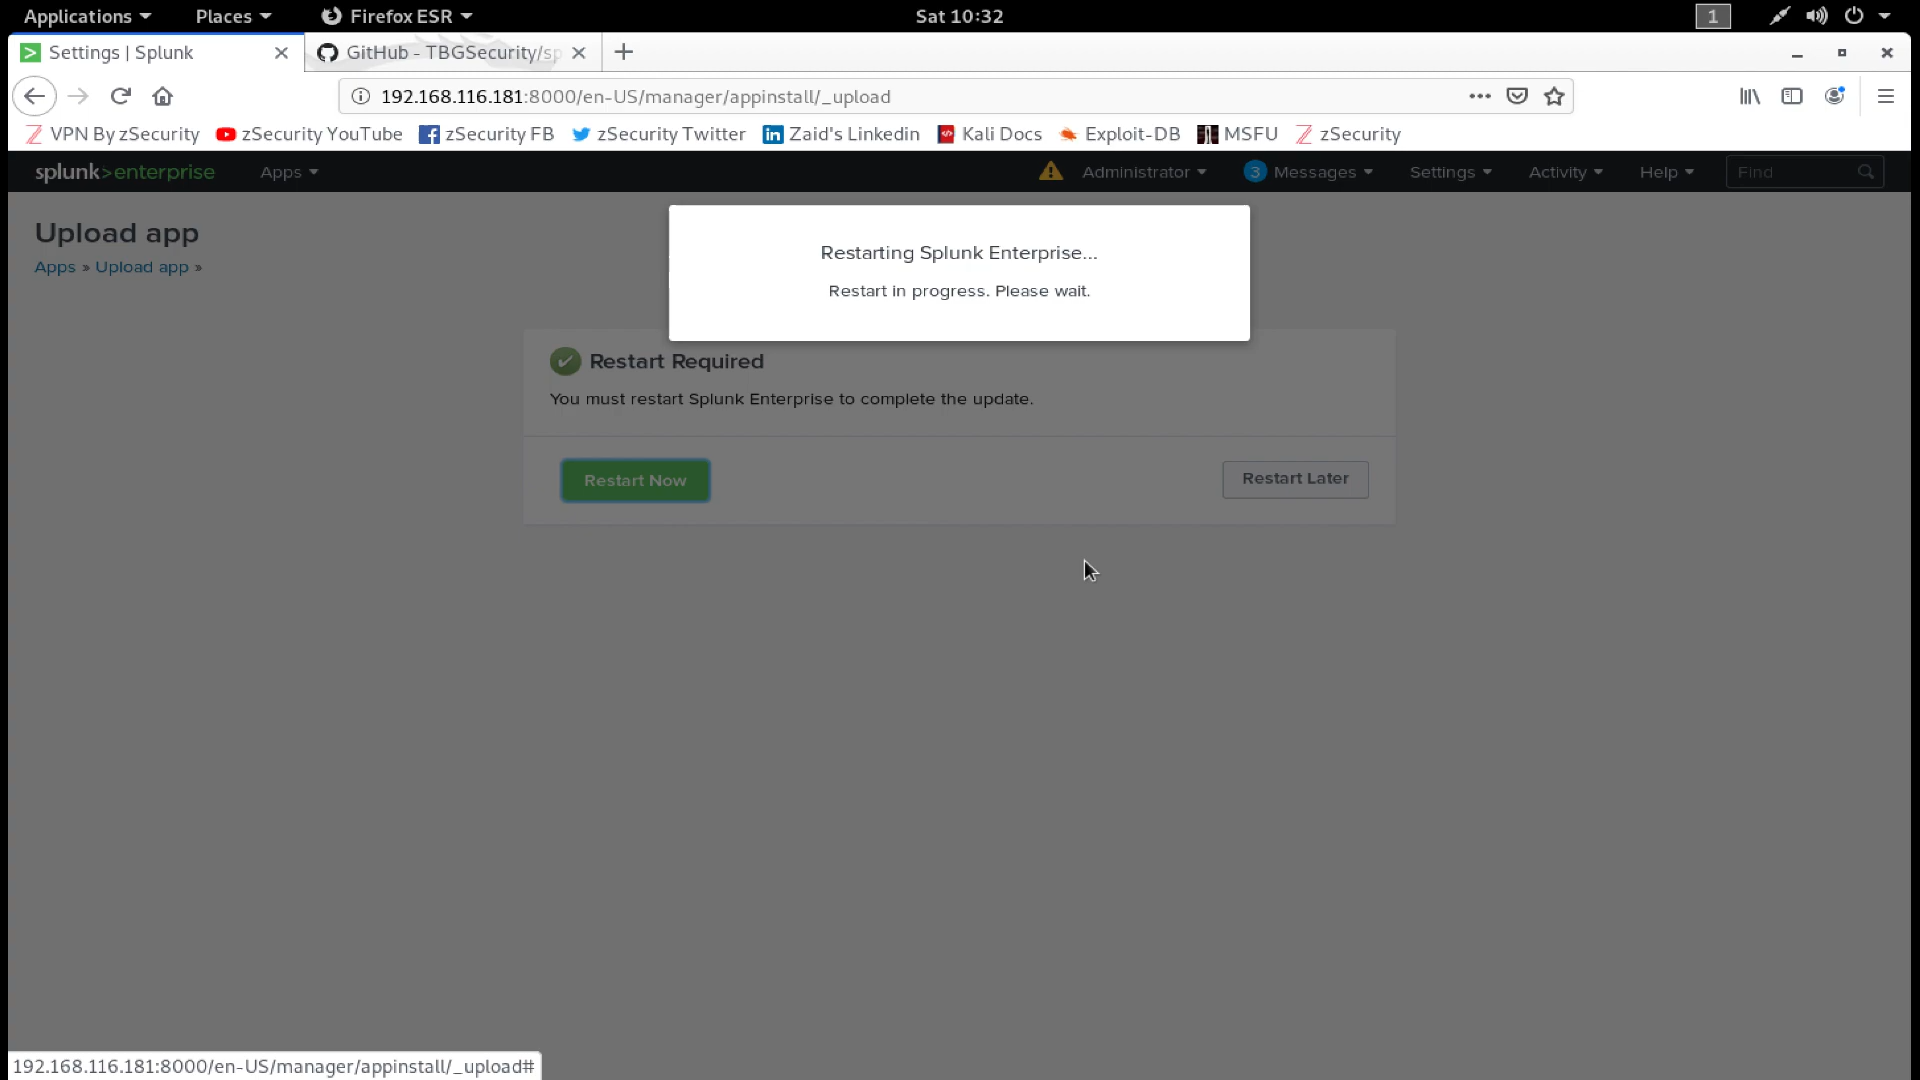 Applications Places Firefox ESR Sat 10:32 1
Settings | Splunk GitHub - TBGSecurity/sp
192.168.116.181:8000/en-US/manager/appinstall/_upload
VPN By zSecurity zSecurity YouTube zSecurity FB zSecurity Twitter Zaid's Linkedin Kali Docs Exploit-DB MSFU zSecurity
splunk>enterprise Apps Administrator 3 Messages Settings Activity Help Find
Upload app
Apps » Upload app »
Restarting Splunk Enterprise...
Restart in progress. Please wait.
Restart Required
You must restart Splunk Enterprise to complete the update.
Restart Now Restart Later
192.168.116.181:8000/en-US/manager/appinstall/_upload#